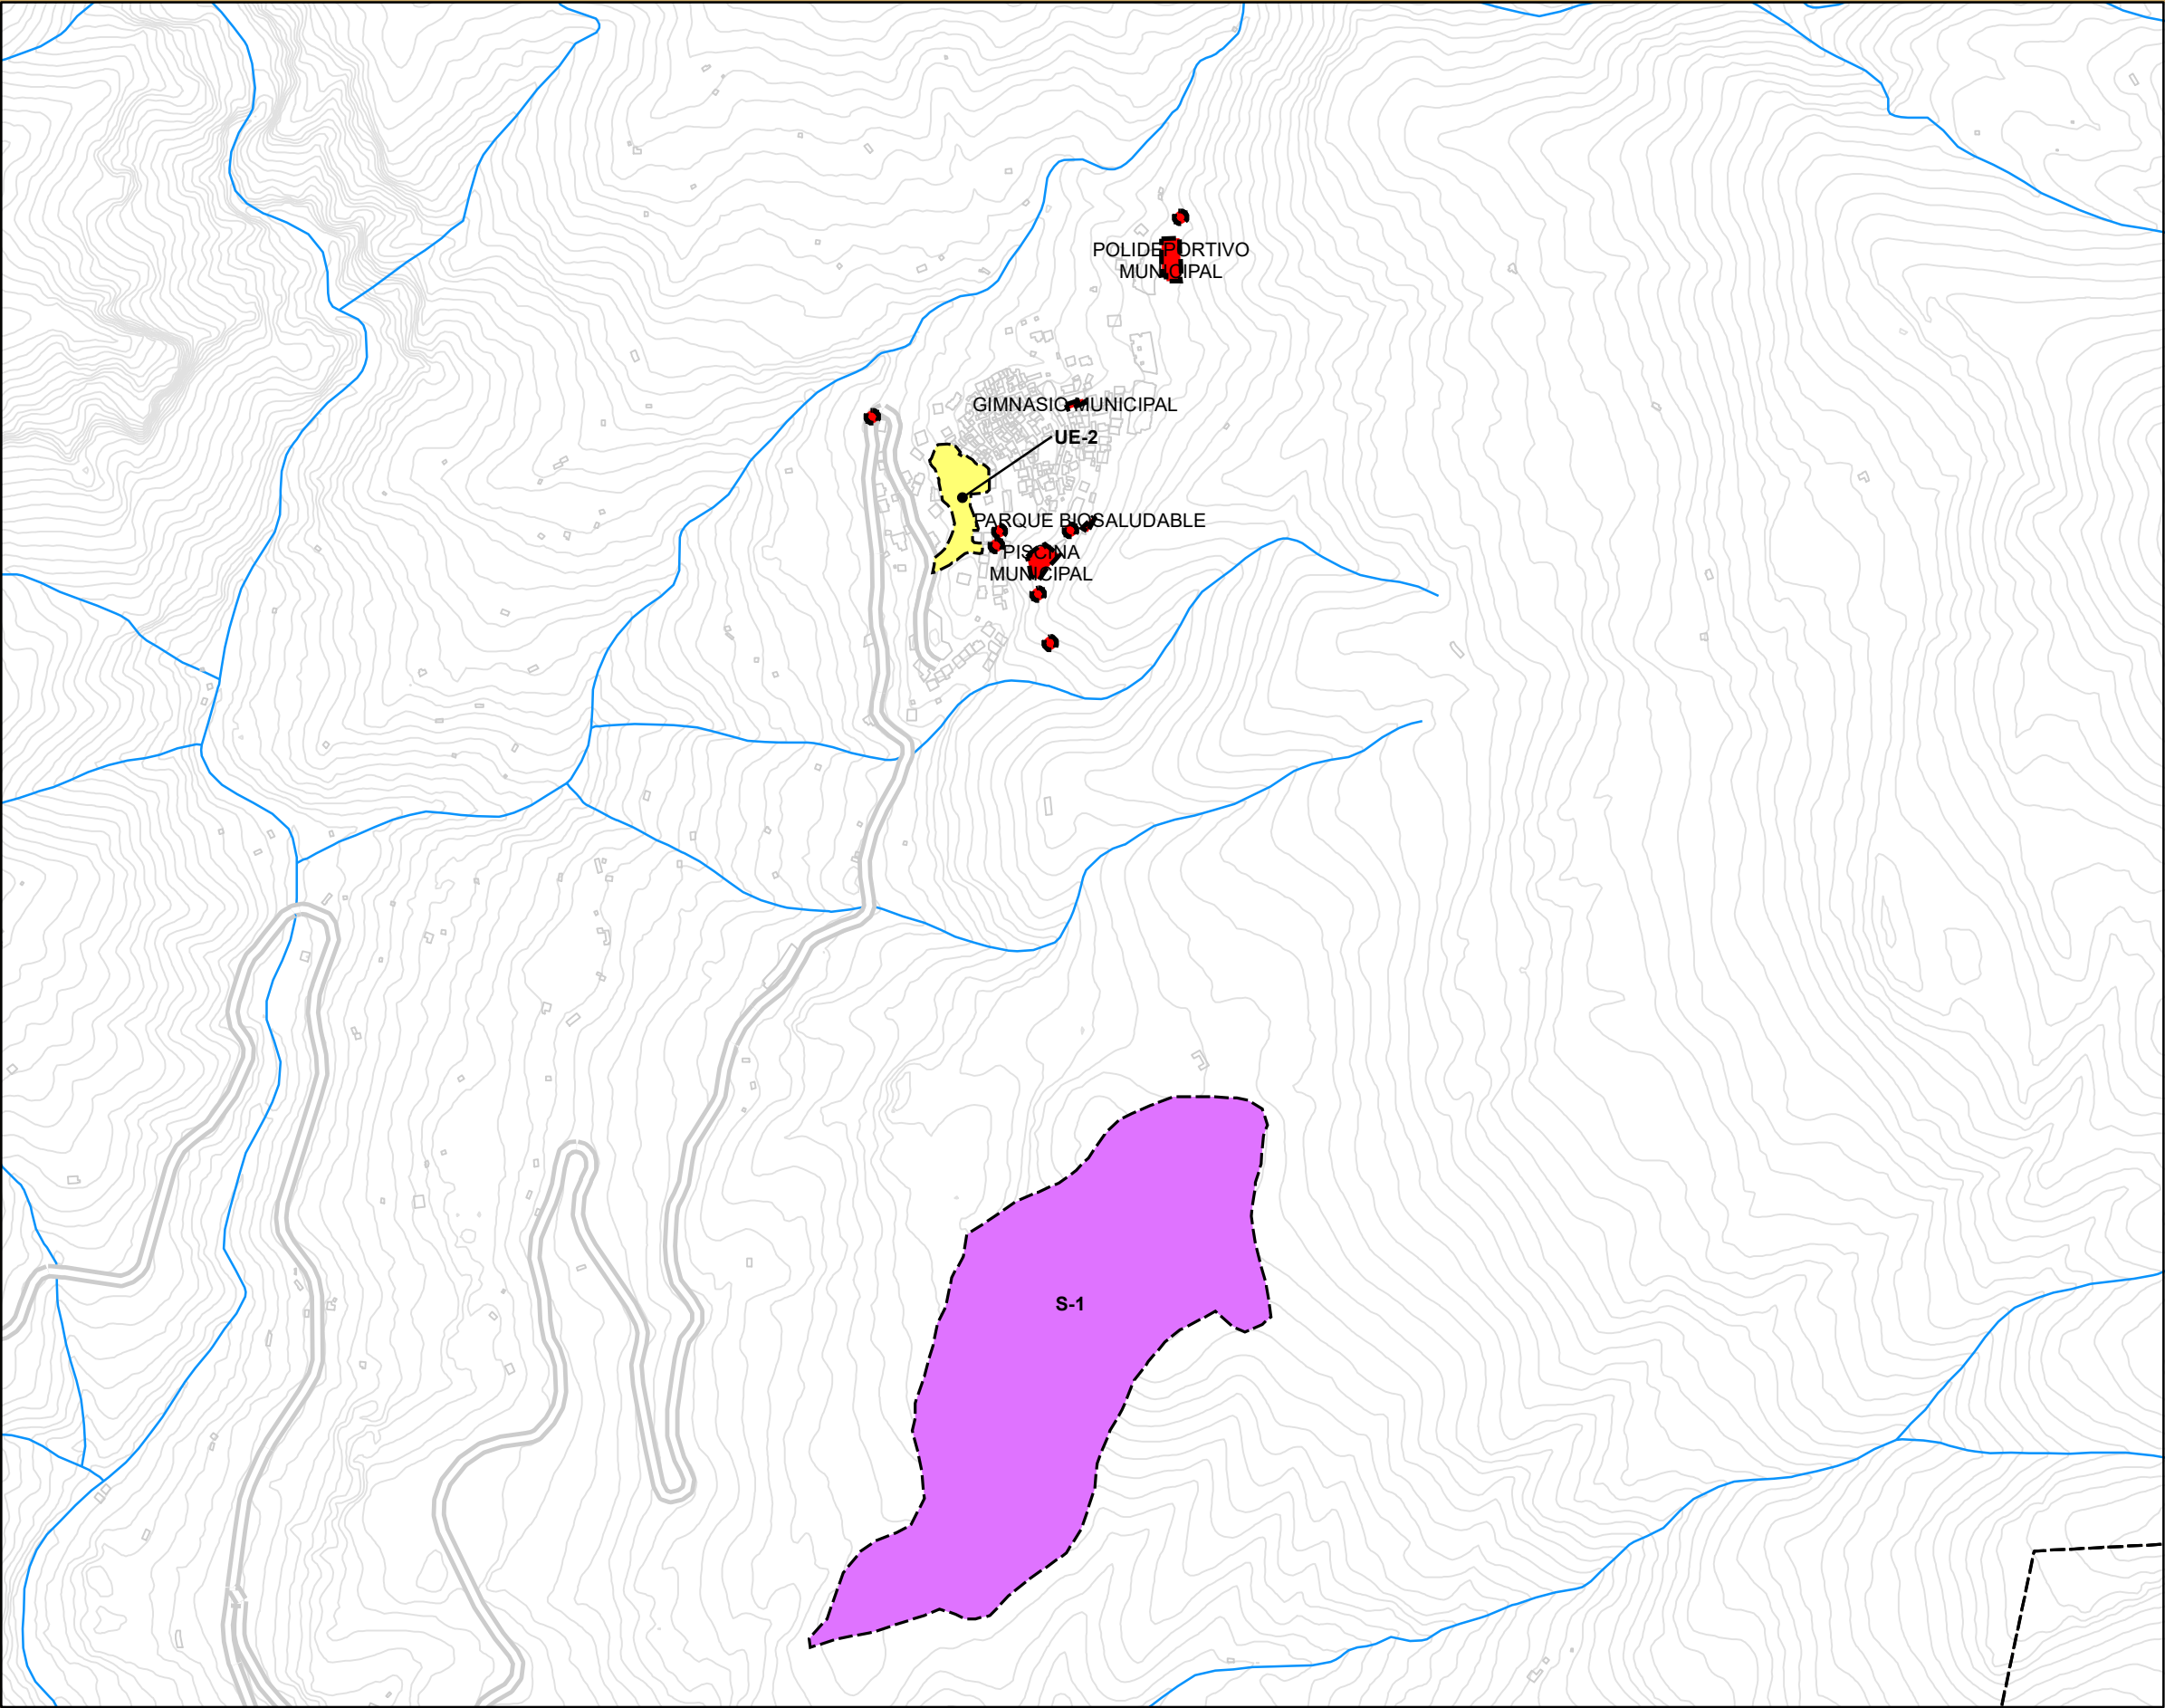 POLIDEPORTIVO
MUNICIPAL
GIMNASIO MUNICIPAL
UE-2
PARQUE BIOSALUDABLE
PISCINA
MUNICIPAL
S-1